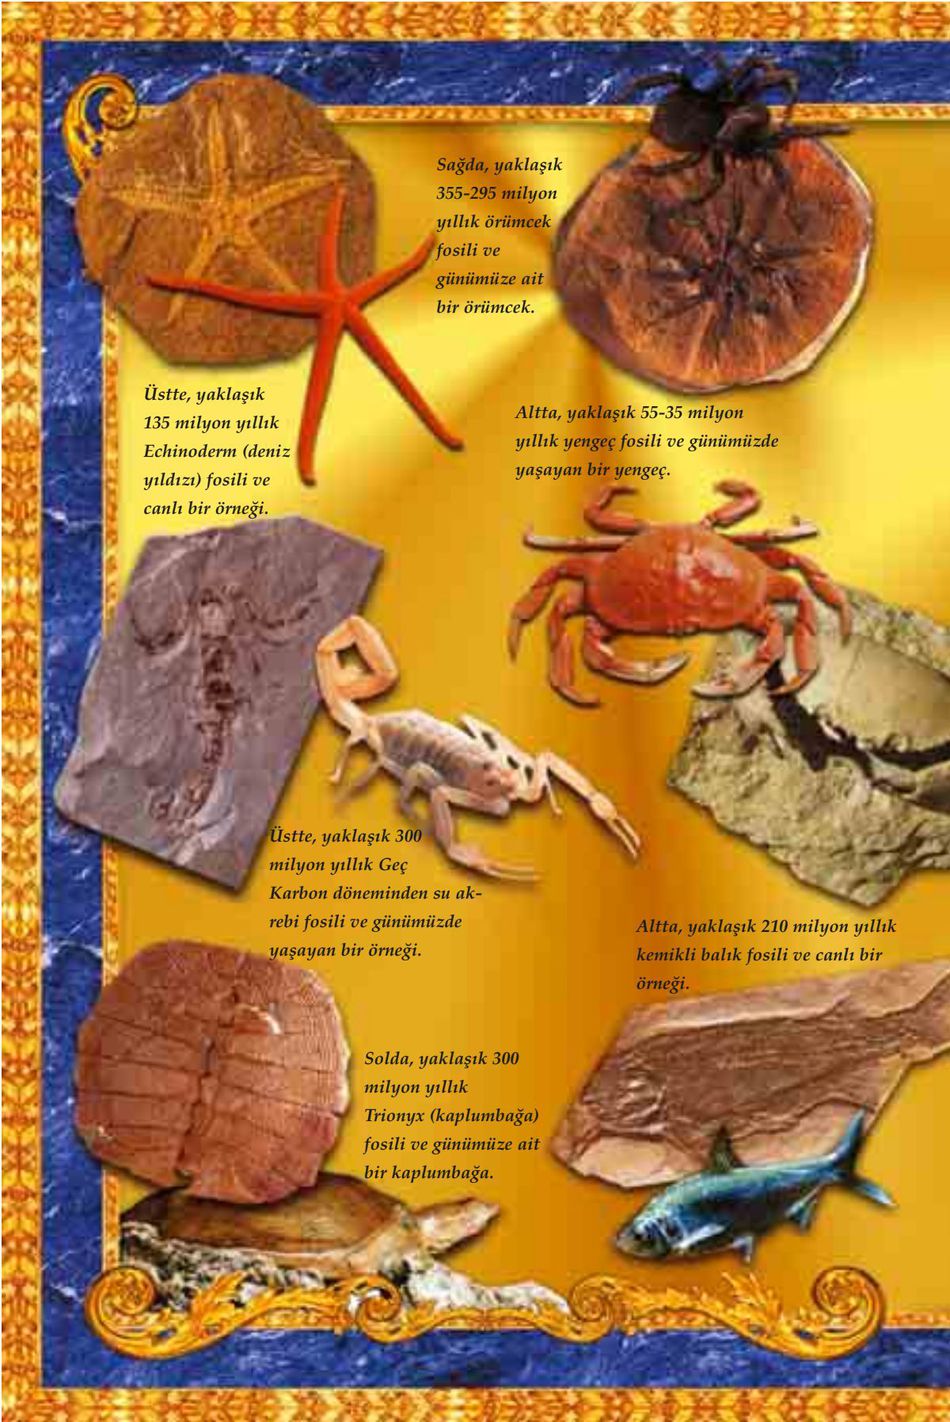 Sağda, yaklaşık
355-295 milyon
yıllık örümcek
fosili ve
günümüze ait
bir örümcek.
Üstte, yaklaşık
135 milyon yıllık
Echinoderm (deniz
yıldızı) fosili ve
canlı bir örneği.
Altta, yaklaşık 55-35 milyon
yıllık yengeç fosili ve günümüzde
yaşayan bir yengeç.
Üstte, yaklaşık 300
milyon yıllık Geç
Karbon döneminden su ak-
rebi fosili ve günümüzde
yaşayan bir örneği.
Altta, yaklaşık 210 milyon yıllık
kemikli balık fosili ve canlı bir
örneği.
Solda, yaklaşık 300
milyon yıllık
Trionyx (kaplumbağa)
fosili ve günümüze ait
bir kaplumbağa.